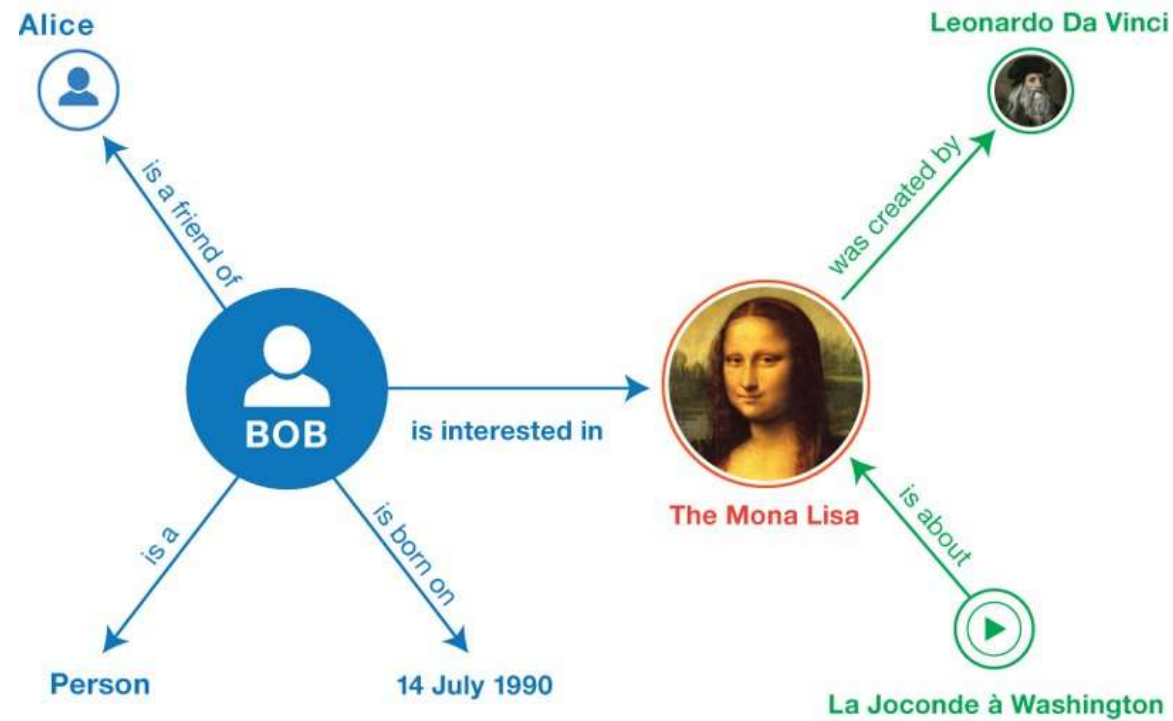 Alice
Leonardo Da Vinci
is a friend of
was created by
BOB
is interested in
The Mona Lisa
is a
is born on
is about
Person
14 July 1990
La Joconde à Washington